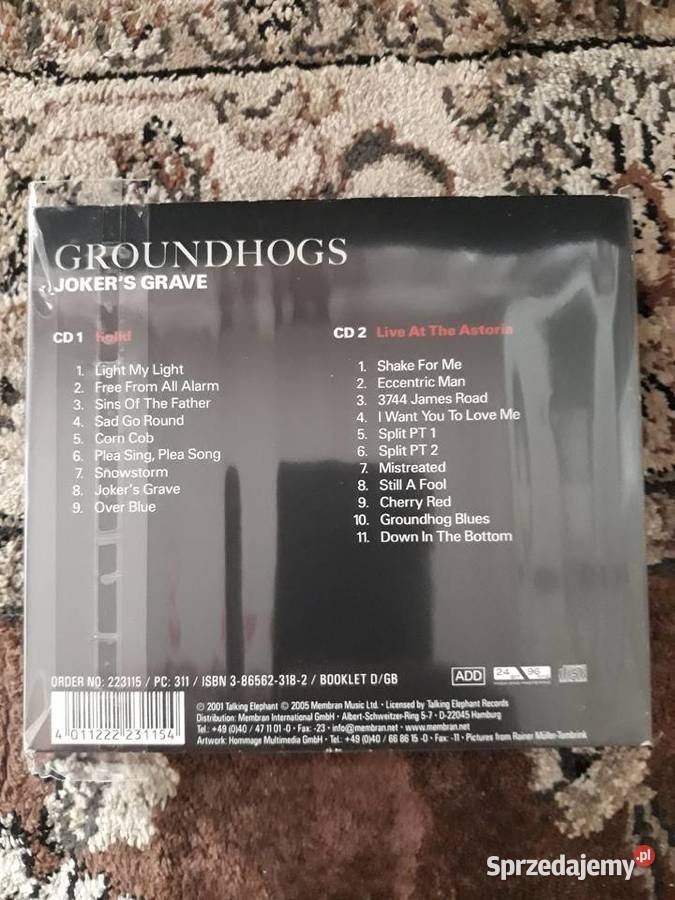 GROUNDHOGS
JOKER'S GRAVE
CD 1 Solid
1. Light My Light
2. Free From All Alarm
3. Sins Of The Father
4. Sad Go Round
5. Corn Cob
6. Plea Sing, Plea Song
7. Snowstorm
8. Joker's Grave
9. Over Blue
CD 2 Live At The Astoria
1. Shake For Me
2. Eccentric Man
3. 3744 James Road
4. I Want You To Love Me
5. Split PT 1
6. Split PT 2
7. Mistreated
8. Still A Fool
9. Cherry Red
10. Groundhog Blues
11. Down In The Bottom
ORDER NO: 223115 / PC: 311 / ISBN 3-86562-318-2 / BOOKLET D/GB
ADD
24 96
4 011222 231154
℗ 2001 Talking Elephant © 2005 Membran Music Ltd. • Licensed by Talking Elephant Records
Distribution: Membran International GmbH • Albert-Schweitzer-Ring 5-7 • D-22045 Hamburg
Tel.: +49 (0)40 / 47 11 01 -0 • Fax: -23 • info@membran.net • www.membran.net
Artwork: Hommage Multimedia GmbH • Tel.: +49 (0)40 / 66 86 15 -0 • Fax: -11 • Pictures from Rainer Müller-Tombrink
Sprzedajemy.pl